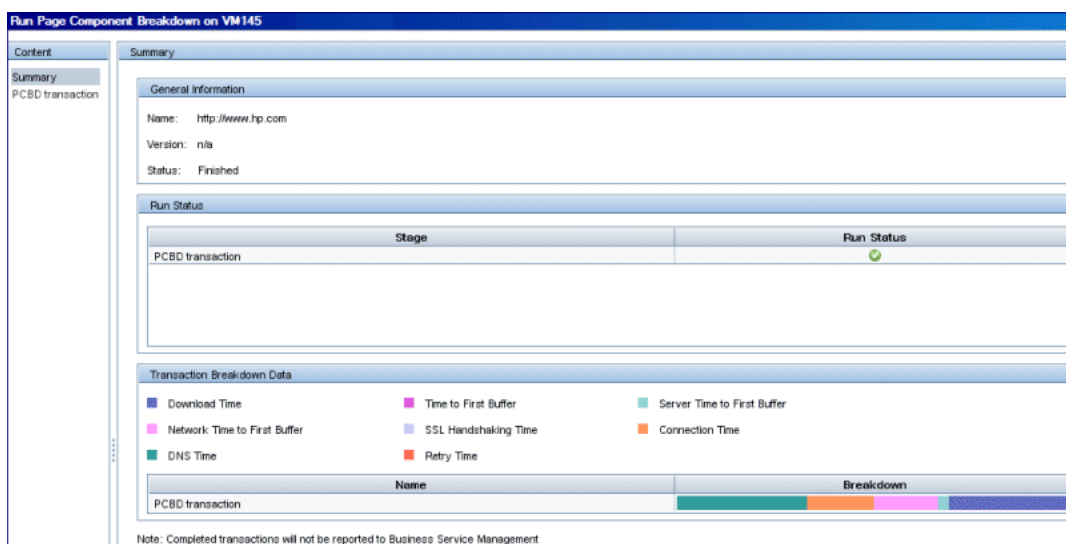 Run Page Component Breakdown on VM145
Content
Summary
PCBD transaction
Summary
General Information
Name: http://www.hp.com
Version: n/a
Status: Finished
Run Status
Stage Run Status
PCBD transaction
Transaction Breakdown Data
Download Time Time to First Buffer Server Time to First Buffer
Network Time to First Buffer SSL Handshaking Time Connection Time
DNS Time Retry Time
Name Breakdown
PCBD transaction
Note: Completed transactions will not be reported to Business Service Management